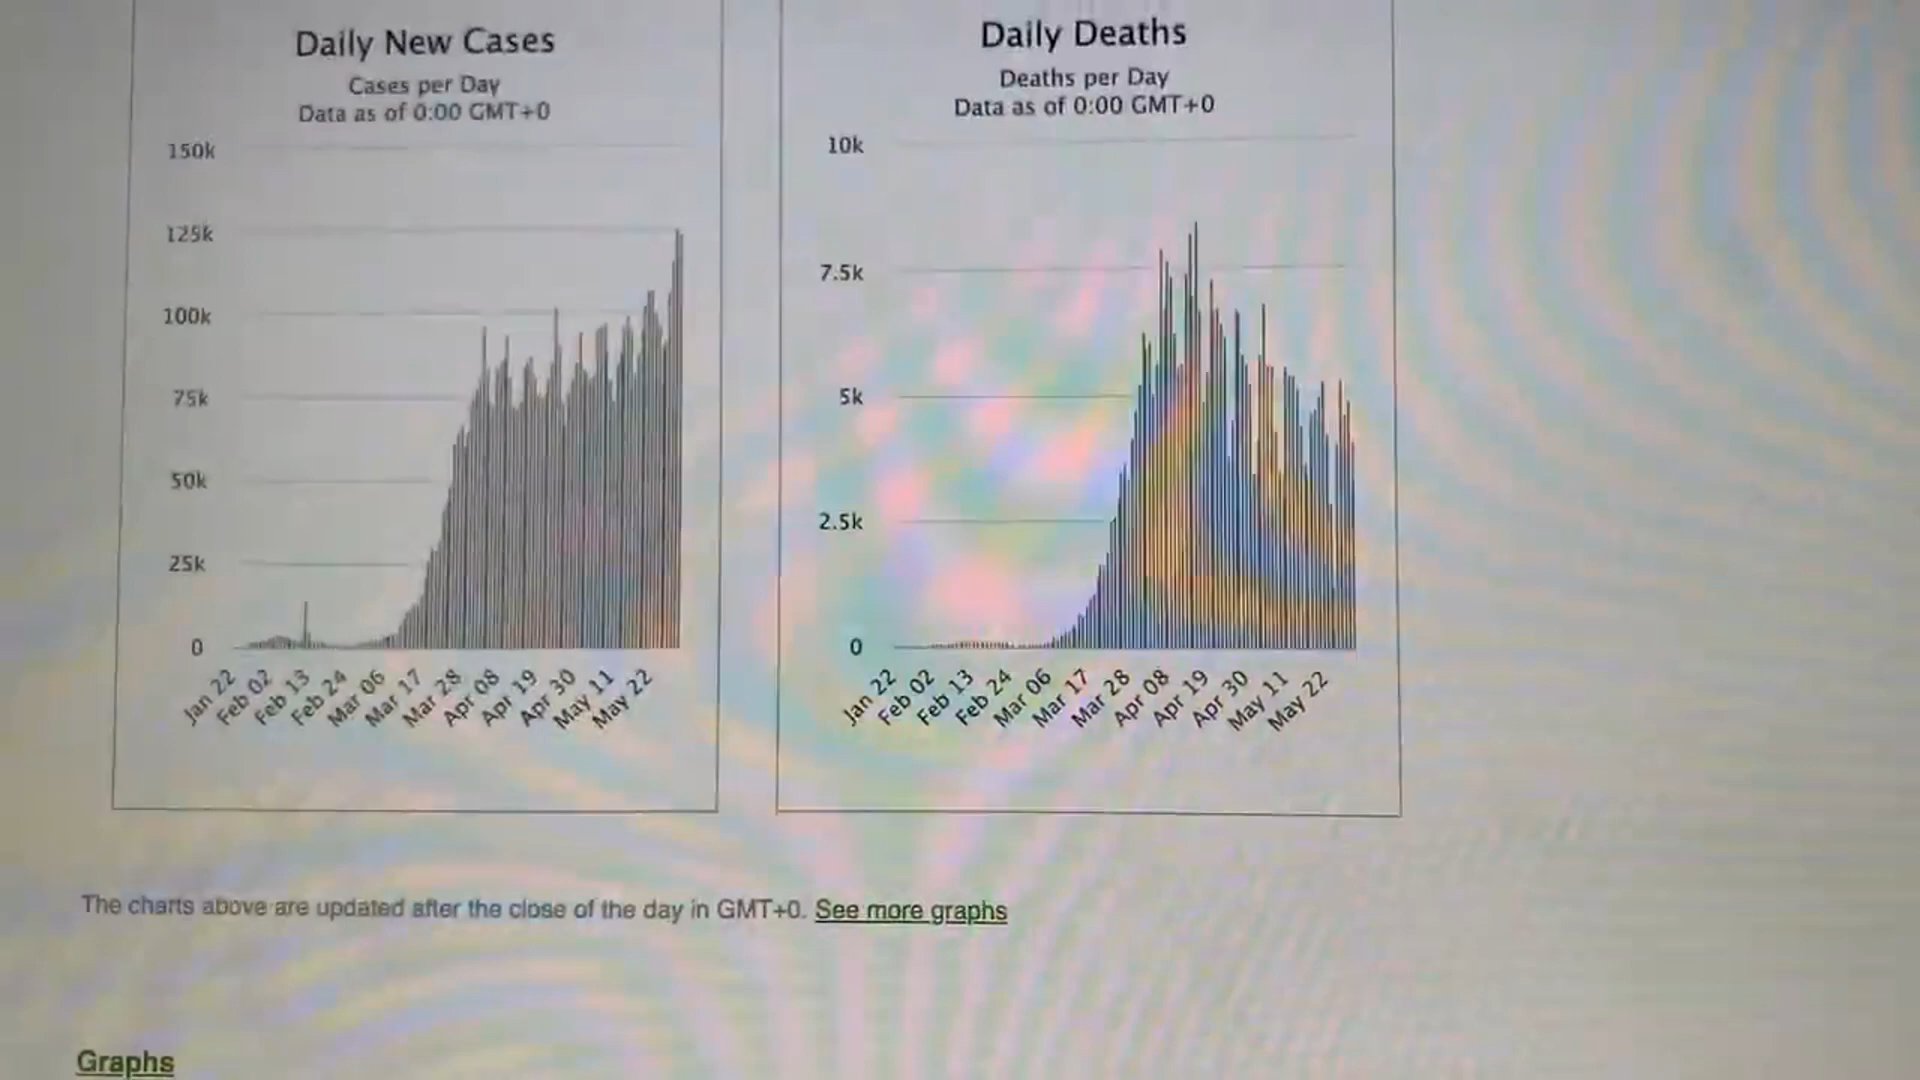 Daily New Cases
Cases per Day
Data as of 0:00 GMT+0
150k
125k
100k
75k
50k
25k
0
Jan 22
Feb 02
Feb 13
Feb 24
Mar 06
Mar 17
Mar 28
Apr 08
Apr 19
Apr 30
May 11
May 22
Daily Deaths
Deaths per Day
Data as of 0:00 GMT+0
10k
7.5k
5k
2.5k
0
Jan 22
Feb 02
Feb 13
Feb 24
Mar 06
Mar 17
Mar 28
Apr 08
Apr 19
Apr 30
May 11
May 22
The charts above are updated after the close of the day in GMT+0. See more graphs
Graphs